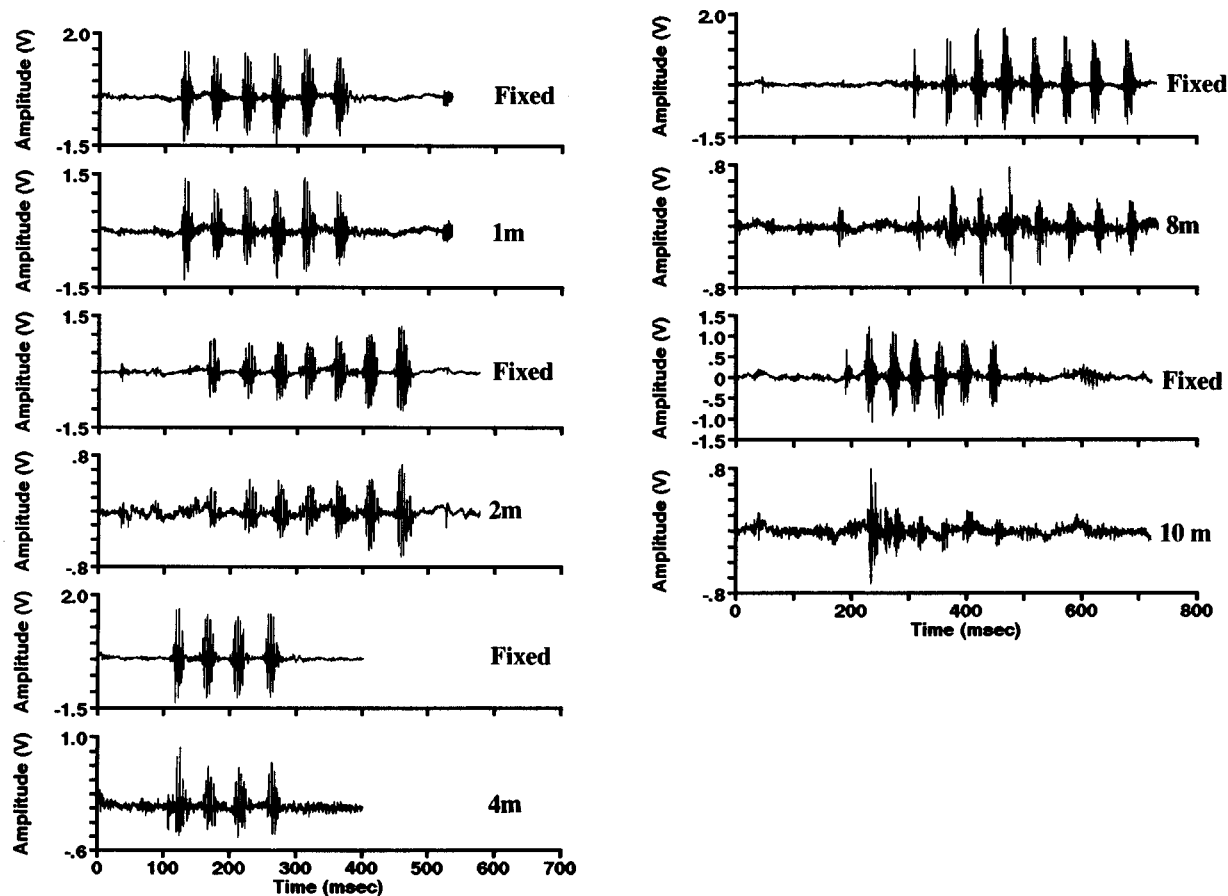 Amplitude (V)
2.0
-1.5
Fixed
Amplitude (V)
1.5
-1.5
1m
Amplitude (V)
1.5
-1.5
Fixed
Amplitude (V)
.8
-.8
2m
Amplitude (V)
2.0
-1.5
Fixed
Amplitude (V)
1.0
-.6
4m
0 100 200 300 400 500 600 700
Time (msec)
Amplitude (V)
2.0
-1.5
Fixed
Amplitude (V)
.8
-.8
8m
Amplitude (V)
1.5
1.0
.5
0
-.5
-1.0
-1.5
Fixed
Amplitude (V)
.8
-.8
10 m
0 200 400 600 800
Time (msec)